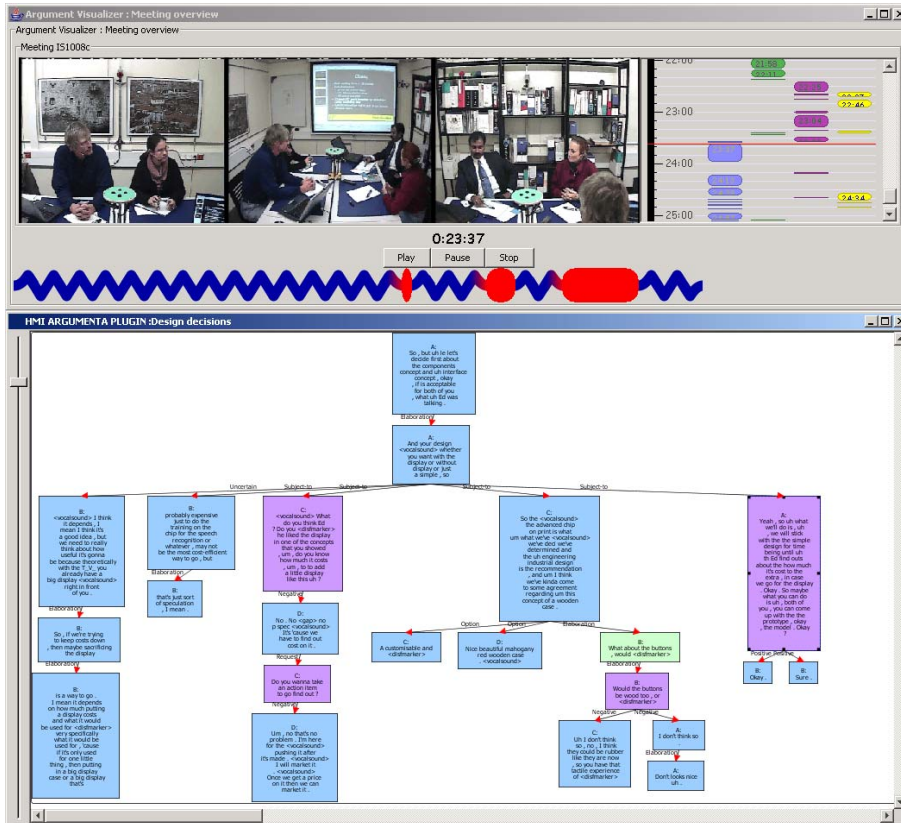 Argument Visualizer : Meeting overview
Argument Visualizer : Meeting overview
Meeting IS1008c
22:00
21:58
23:00
22:46
24:00
24:34
25:00
0:23:37
Play Pause Stop
HMI ARGUMENTA PLUGIN :Design decisions
A:
So , but uh le let's
decide first about
the components
concept and uh interface
concept , okay
, if is acceptable
for both of you
, what uh Ed was
talking .
Elaboration
A:
And your design
<vocalsound> whether
you want with the
display or without
display or just
a simple , so
Uncertain Subject-to Subject-to Subject-to Subject-to
B:
<vocalsound> I think
it depends , I
mean I think it's
a good idea , but
we need to really
think about how
useful it's gonna
be because theoretically
with the T_V_ you
already have a
big display <vocalsound>
right in front
of you .
Elaboration
B:
So , if we're trying
to keep costs down
, then maybe sacrificing
the display
Elaboration
B:
is a way to go .
I mean it depends
on how much putting
a display costs
and what it would
be used for <disfmarker>
very specifically
what it would be
used for , 'cause
if it's only used
for one little
thing , then putting
in a big display
case or a big display
that's
B:
probably expensive
just to do the
training on the
chip for the speech
recognition or
whatever , may not
be the most cost-efficient
way to go , but
Elaboration
B:
that's just sort
of speculation
, I mean .
C:
<vocalsound> What
do you think Ed
? Do you <disfmarker>
he liked the display
in one of the concepts
that you showed
, um , do you know
how much it costs
, um , to to add
a little display
like this uh ?
Negative
D:
No . No <gap> no
p spec <vocalsound>
It's 'cause we
have to find out
cost on it .
Request
C:
Do you wanna take
an action item
to go find out ?
Negative
D:
Um , no that's no
problem . I'm here
for the <vocalsound>
pushing it after
it's made . <vocalsound>
I will market it
. <vocalsound>
Once we get a price
on it then we can
market it .
C:
So the <vocalsound>
the advanced chip
on print is what
um what we've <vocalsound>
we've ded we've
determined and
the uh engineering
industrial design
is the recommendation
, and um I think
we've kinda come
to some agreement
regarding um this
concept of a wooden
case .
Option Option Elaboration
C:
A customisable and
<disfmarker>
D:
Nice beautiful mahogany
red wooden case
. <vocalsound>
B:
What about the buttons
, would <disfmarker>
Elaboration
B:
Would the buttons
be wood too , or
<disfmarker>
Negative Negative
C:
Uh I don't think
so , no , I think
they could be rubber
like they are now
, so you have that
tactile experience
of <disfmarker>
A:
I don't think so
.
Elaboration
A:
Don't looks nice
uh .
A:
Yeah , so uh what
we'll do is , uh
, we will stick
with the the simple
design for time
being until uh
th Ed find outs
about the how much
it's cost to the
extra , in case
we go for the display
. Okay . So maybe
what you can do
is uh , both of
you , you can come
up with the the
prototype , okay
, the model . Okay
?
Positive Positive
B:
Okay .
B:
Sure .